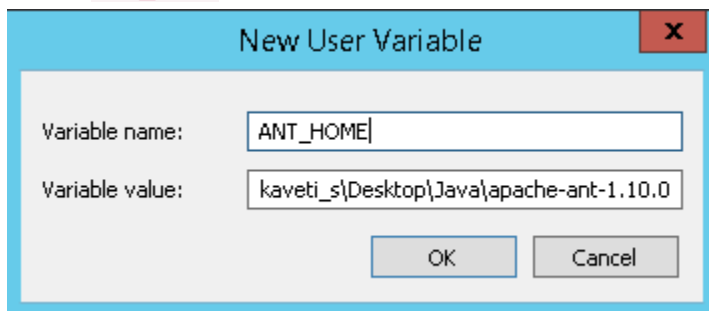 New User Variable
x
Variable name: ANT_HOME
Variable value: kaveti_s\Desktop\Java\apache-ant-1.10.0
OK Cancel